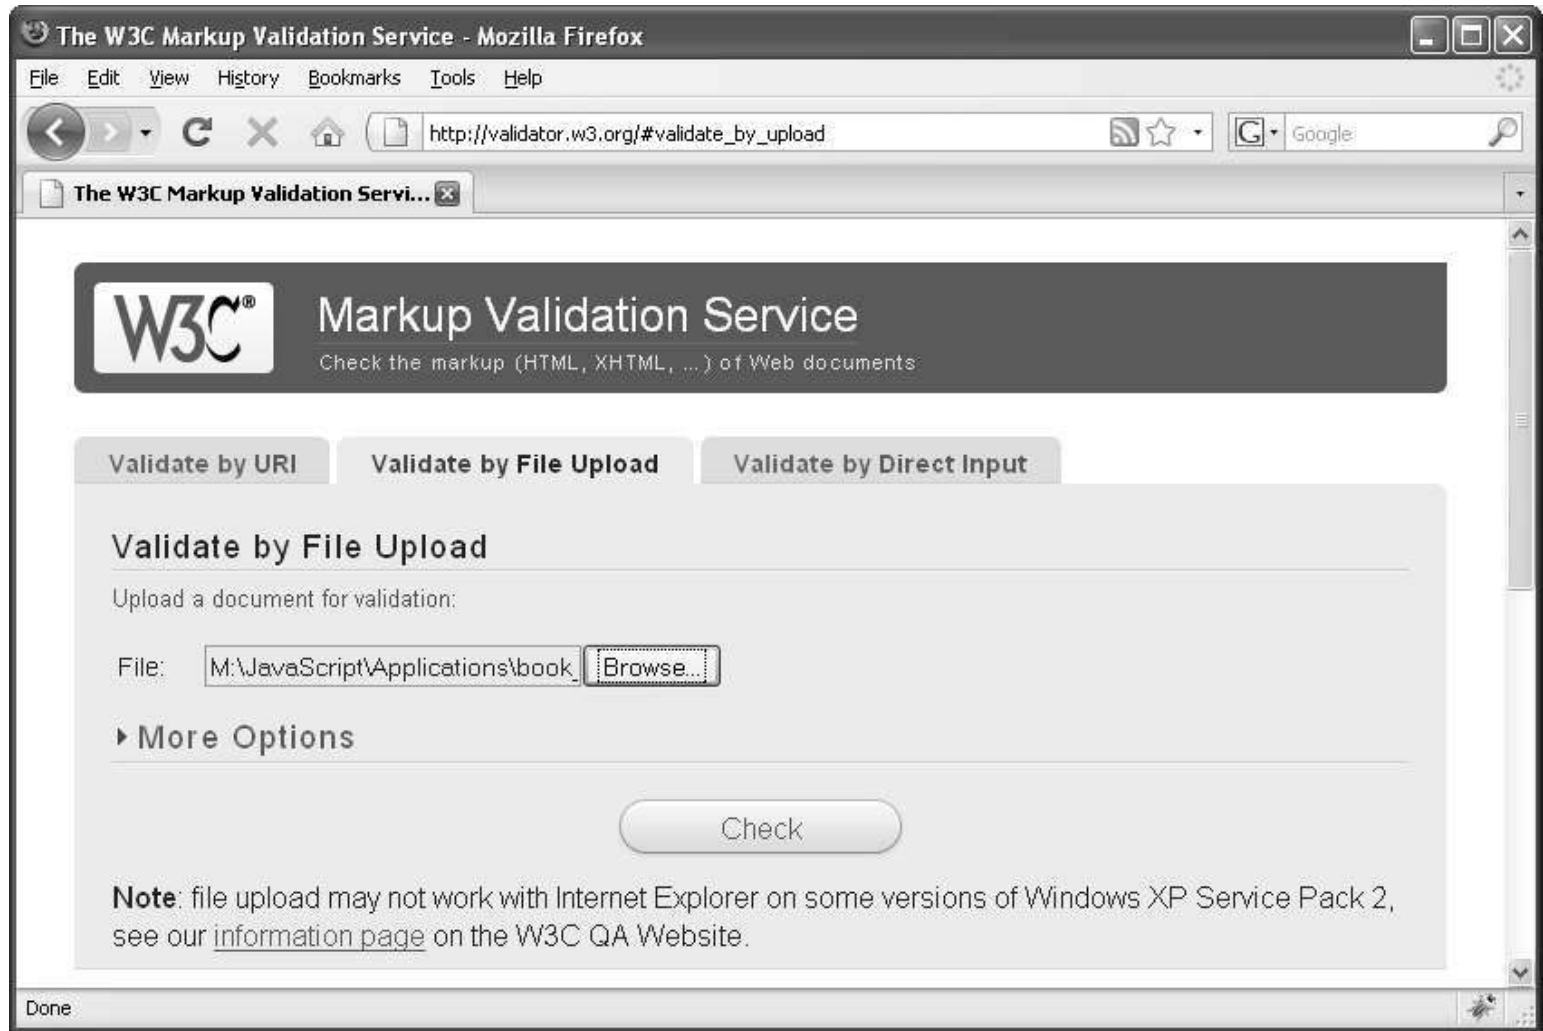 The W3C Markup Validation Service - Mozilla Firefox
File Edit View History Bookmarks Tools Help
http://validator.w3.org/#validate_by_upload
G Google
The W3C Markup Validation Servi...
W3C®
Markup Validation Service
Check the markup (HTML, XHTML, ...) of Web documents
Validate by URI
Validate by File Upload
Validate by Direct Input
Validate by File Upload
Upload a document for validation:
File: M:\JavaScript\Applications\book_ Browse...
More Options
Check
Note: file upload may not work with Internet Explorer on some versions of Windows XP Service Pack 2,
see our information page on the W3C QA Website.
Done